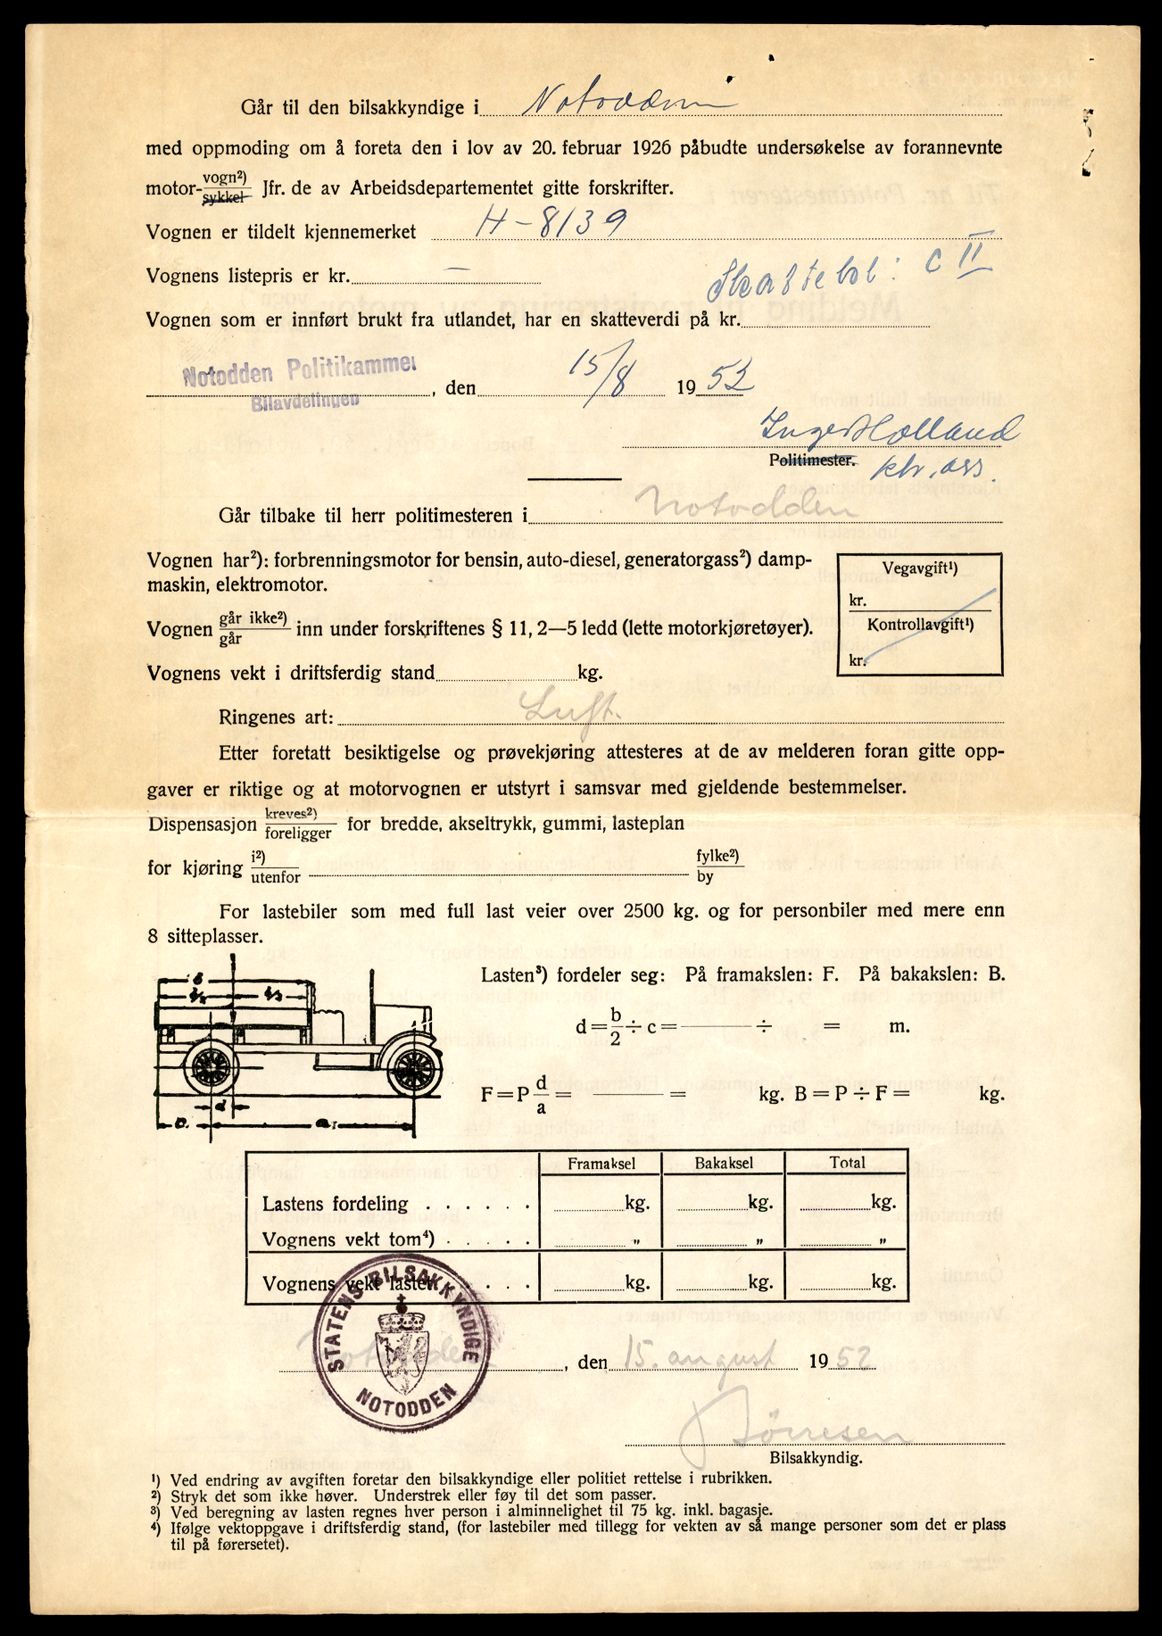 Går til den bilsakkyndige i Notodden
med oppmoding om å foreta den i lov av 20. februar 1926 påbudte undersøkelse av forannevnte
motor-vogn²) sykkel Jfr. de av Arbeidsdepartementet gitte forskrifter.
Vognen er tildelt kjennemerket H-8139
Vognens listepris er kr. —
C II
Vognen som er innført brukt fra utlandet, har en skatteverdi på kr.
Notodden Politikammer
Bilavdelingen
, den 15/8 1952
Inger Holland
Politimester. ktr. ass.
Går tilbake til herr politimesteren i Notodden
Vognen har²): forbrenningsmotor for bensin, auto-diesel, generatorgass²) damp-
maskin, elektromotor.
Vegavgift¹)
kr.
Kontrollavgift¹)
kr.
Vognen går ikke²) går inn under forskriftenes § 11, 2—5 ledd (lette motorkjøretøyer).
Vognens vekt i driftsferdig stand kg.
Ringenes art: Luft.
Etter foretatt besiktigelse og prøvekjøring attesteres at de av melderen foran gitte opp-
gaver er riktige og at motorvognen er utstyrt i samsvar med gjeldende bestemmelser.
Dispensasjon kreves²) foreligger for bredde, akseltrykk, gummi, lasteplan
for kjøring i²) utenfor fylke²) by
For lastebiler som med full last veier over 2500 kg. og for personbiler med mere enn
8 sitteplasser.
Lasten³) fordeler seg: På framakslen: F. På bakakslen: B.
d = b/2 ÷ c = ——— ÷ = m.
F = P d/a = ——— = kg. B = P ÷ F = kg.
Framaksel Bakaksel Total
Lastens fordeling . . . . . . kg. kg. kg.
Vognens vekt tom⁴) . . . . . „ „ „
Vognens vekt lastet . . . kg. kg. kg.
STATENS BILSAKKYNDIGE
NOTODDEN
Notodden, den 15. august 1952
Sørresen
Bilsakkyndig.
¹) Ved endring av avgiften foretar den bilsakkyndige eller politiet rettelse i rubrikken.
²) Stryk det som ikke høver. Understrek eller føy til det som passer.
³) Ved beregning av lasten regnes hver person i alminnelighet til 75 kg. inkl. bagasje.
⁴) Ifølge vektoppgave i driftsferdig stand, (for lastebiler med tillegg for vekten av så mange personer som det er plass
til på førersetet).